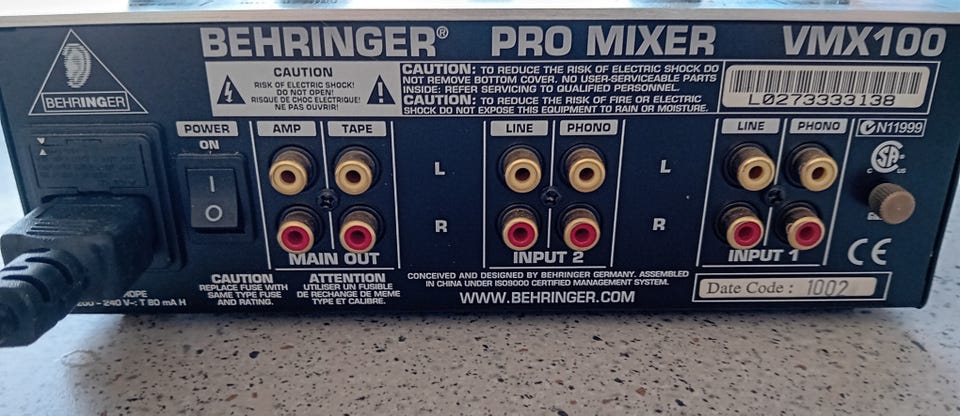 BEHRINGER® PRO MIXER VMX100
BEHRINGER
CAUTION
RISK OF ELECTRIC SHOCK!
DO NOT OPEN!
RISQUE DE CHOC ELECTRIQUE!
NE PAS OUVRIR!
CAUTION: TO REDUCE THE RISK OF ELECTRIC SHOCK DO
NOT REMOVE BOTTOM COVER. NO USER-SERVICEABLE PARTS
INSIDE: REFER SERVICING TO QUALIFIED PERSONNEL.
CAUTION: TO REDUCE THE RISK OF FIRE OR ELECTRIC
SHOCK DO NOT EXPOSE THIS EQUIPMENT TO RAIN OR MOISTURE.
L0273333138
POWER
ON
I
O
AMP TAPE
L
R
MAIN OUT
LINE PHONO
L
R
INPUT 2
LINE PHONO
INPUT 1
N11999
SA
C US
CE
CAUTION
REPLACE FUSE WITH
SAME TYPE FUSE
AND RATING.
ATTENTION
UTILISER UN FUSIBLE
DE RECHANGE DE MEME
TYPE ET CALIBRE.
CONCEIVED AND DESIGNED BY BEHRINGER GERMANY. ASSEMBLED
IN CHINA UNDER ISO9000 CERTIFIED MANAGEMENT SYSTEM.
WWW.BEHRINGER.COM
Date Code : 1002
240 V~: T 80 mA H